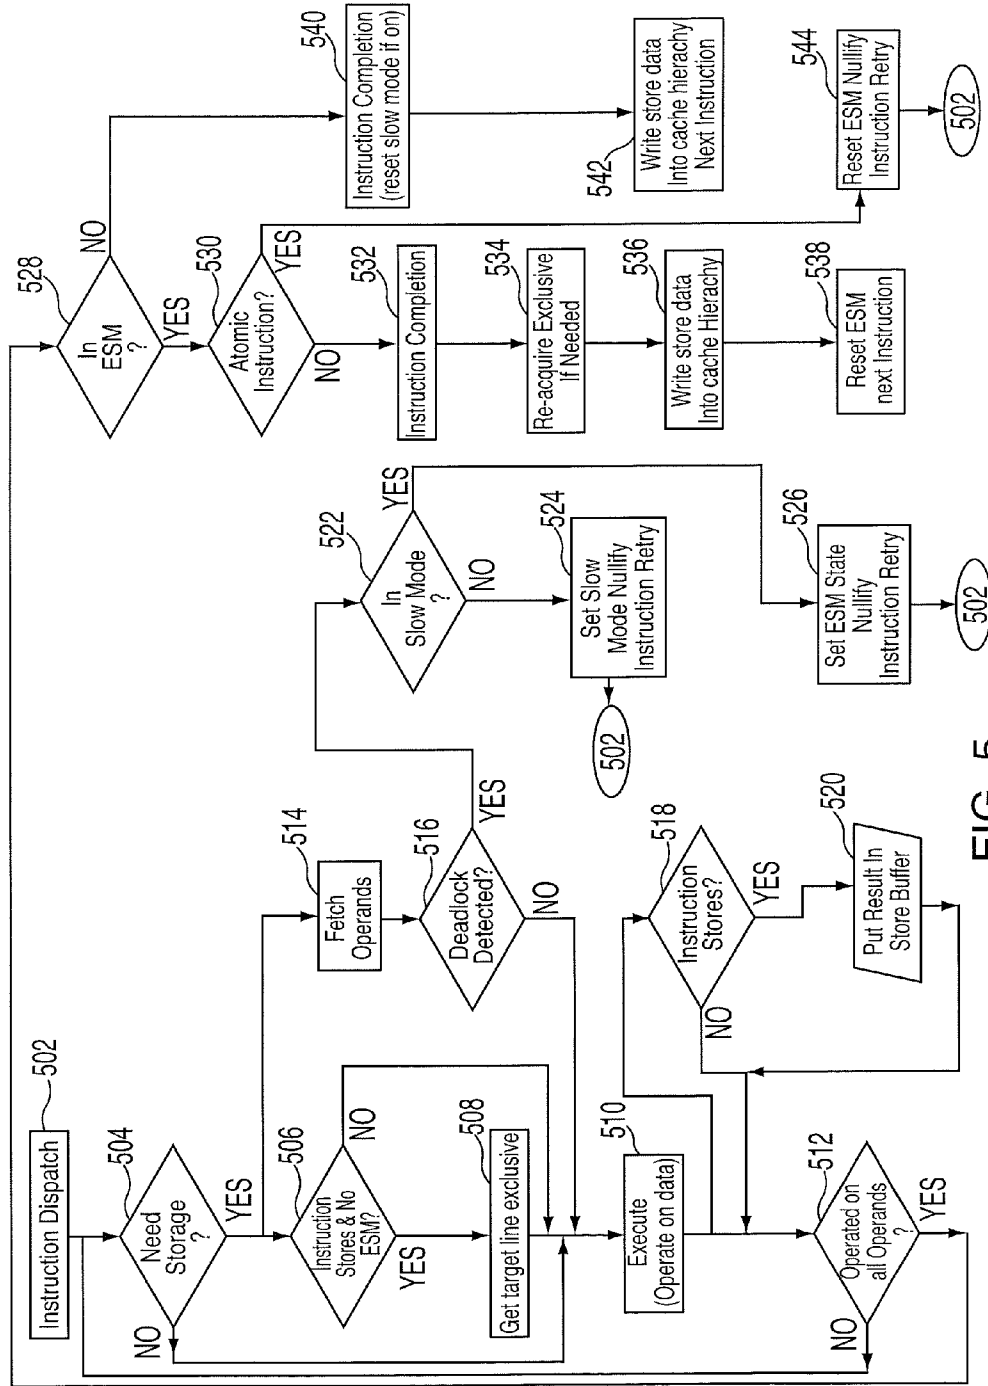 Instruction Dispatch
502
504
Need
Storage
?
NO
YES
506
Instruction
Stores & No
ESM?
NO
YES
508
Get target line exclusive
510
Execute
(Operate on data)
512
Operated on
all Operands
?
NO
YES
514
Fetch
Operands
516
Deadlock
Detected?
YES
NO
518
Instruction
Stores?
NO
YES
520
Put Result In
Store Buffer
522
In
Slow Mode
?
YES
NO
524
Set Slow
Mode Nullify
Instruction Retry
502
526
Set ESM State
Nullify
Instruction Retry
502
528
In
ESM
?
NO
YES
530
Atomic
Instruction?
YES
NO
532
Instruction Completion
534
Re-acquire Exclusive
If Needed
536
Write store data
Into cache Hierachy
538
Reset ESM
next Instruction
540
Instruction Completion
(reset slow mode if on)
542
Write store data
Into cache hierarchy
Next Instruction
544
Reset ESM Nullify
Instruction Retry
502
FIG. 5